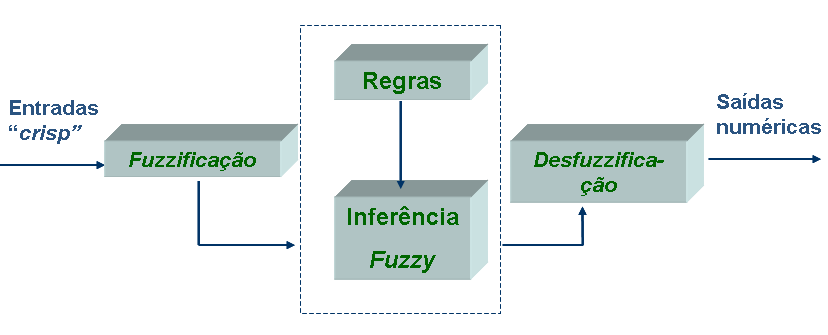 Entradas
“crisp”
Fuzzificação
Regras
Inferência
Fuzzy
Desfuzzifica-
ção
Saídas
numéricas